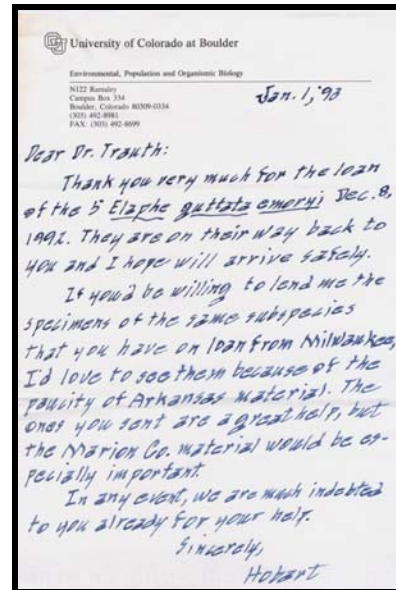 University of Colorado at Boulder
Environmental, Population and Organismic Biology
N122 Ramaley
Campus Box 334
Boulder, Colorado 80309-0334
(303) 492-8981
FAX: (303) 492-8699
Jan. 1, '93
Dear Dr. Trauth:
Thank you very much for the loan
of the 5 Elaphe guttata emoryi Dec. 8,
1992. They are on their way back to
you and I hope will arrive safely.
If you'd be willing to lend me the
specimens of the same subspecies
that you have on loan from Milwaukee,
I'd love to see them because of the
paucity of Arkansas material. The
ones you sent are a great help, but
the Marion Co. material would be es-
pecially important.
In any event, we are much indebted
to you already for your help.
Sincerely,
Hobart